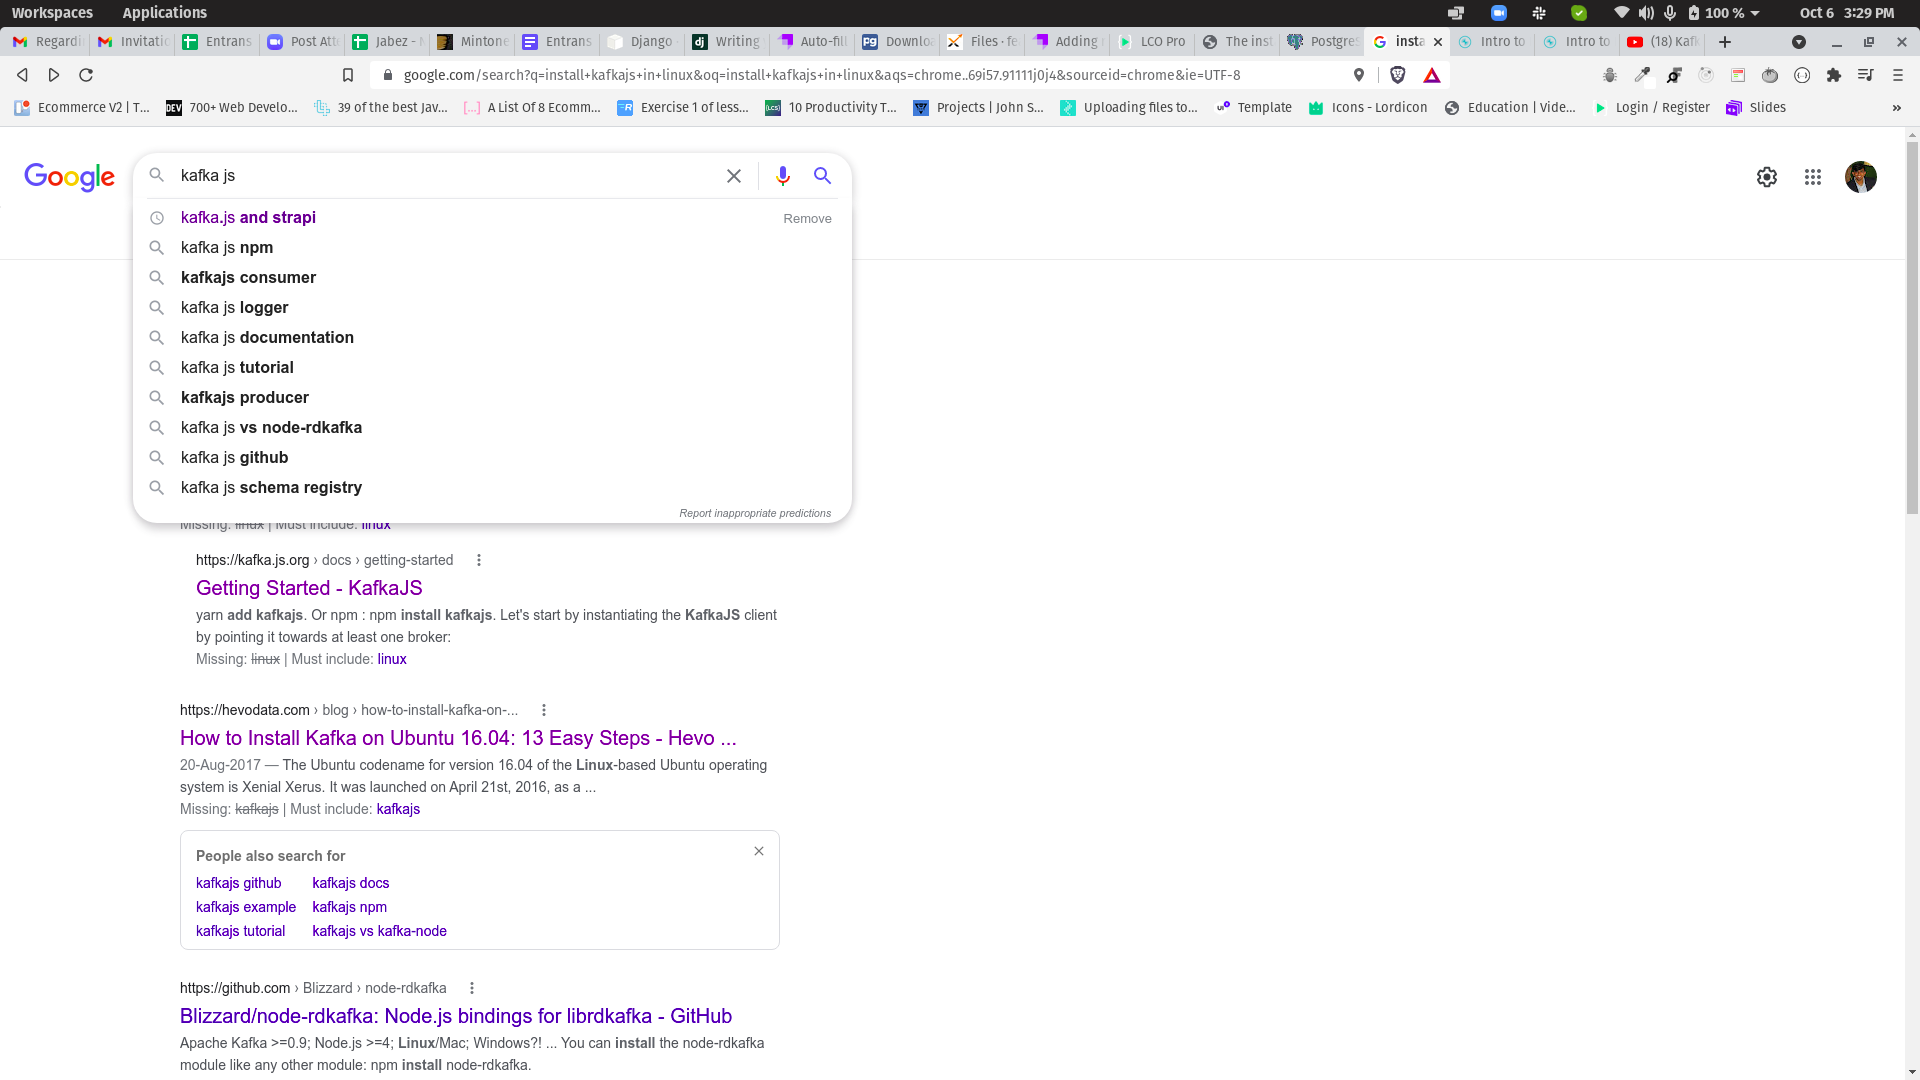 Workspaces Applications 100 % Oct 6 3:29 PM
Regardi Invitatio Entrans Post Atte Jabez - N Mintone Entrans Django Writing Auto-fill Downlo Files · fe Adding LCO Pro The inst Postgre insta Intro to Intro to (18) Kafk
google.com/search?q=install+kafkajs+in+linux&oq=install+kafkajs+in+linux&aqs=chrome..69i57.91111j0j4&sourceid=chrome&ie=UTF-8
Ecommerce V2 | T... DEV 700+ Web Develo... 39 of the best Jav... A List Of 8 Ecomm... Exercise 1 of less... 10 Productivity T... Projects | John S... Uploading files to... Template Icons - Lordicon Education | Vide... Login / Register Slides »
Google
kafka js
kafka.js and strapi Remove
kafka js npm
kafkajs consumer
kafka js logger
kafka js documentation
kafka js tutorial
kafkajs producer
kafka js vs node-rdkafka
kafka js github
kafka js schema registry
Report inappropriate predictions
Missing: linux | Must include: linux
https://kafka.js.org › docs › getting-started
Getting Started - KafkaJS
yarn add kafkajs. Or npm : npm install kafkajs. Let's start by instantiating the KafkaJS client
by pointing it towards at least one broker:
Missing: linux | Must include: linux
https://hevodata.com › blog › how-to-install-kafka-on-...
How to Install Kafka on Ubuntu 16.04: 13 Easy Steps - Hevo ...
20-Aug-2017 — The Ubuntu codename for version 16.04 of the Linux-based Ubuntu operating
system is Xenial Xerus. It was launched on April 21st, 2016, as a ...
Missing: kafkajs | Must include: kafkajs
People also search for
kafkajs github kafkajs docs
kafkajs example kafkajs npm
kafkajs tutorial kafkajs vs kafka-node
https://github.com › Blizzard › node-rdkafka
Blizzard/node-rdkafka: Node.js bindings for librdkafka - GitHub
Apache Kafka >=0.9; Node.js >=4; Linux/Mac; Windows?! ... You can install the node-rdkafka
module like any other module: npm install node-rdkafka.